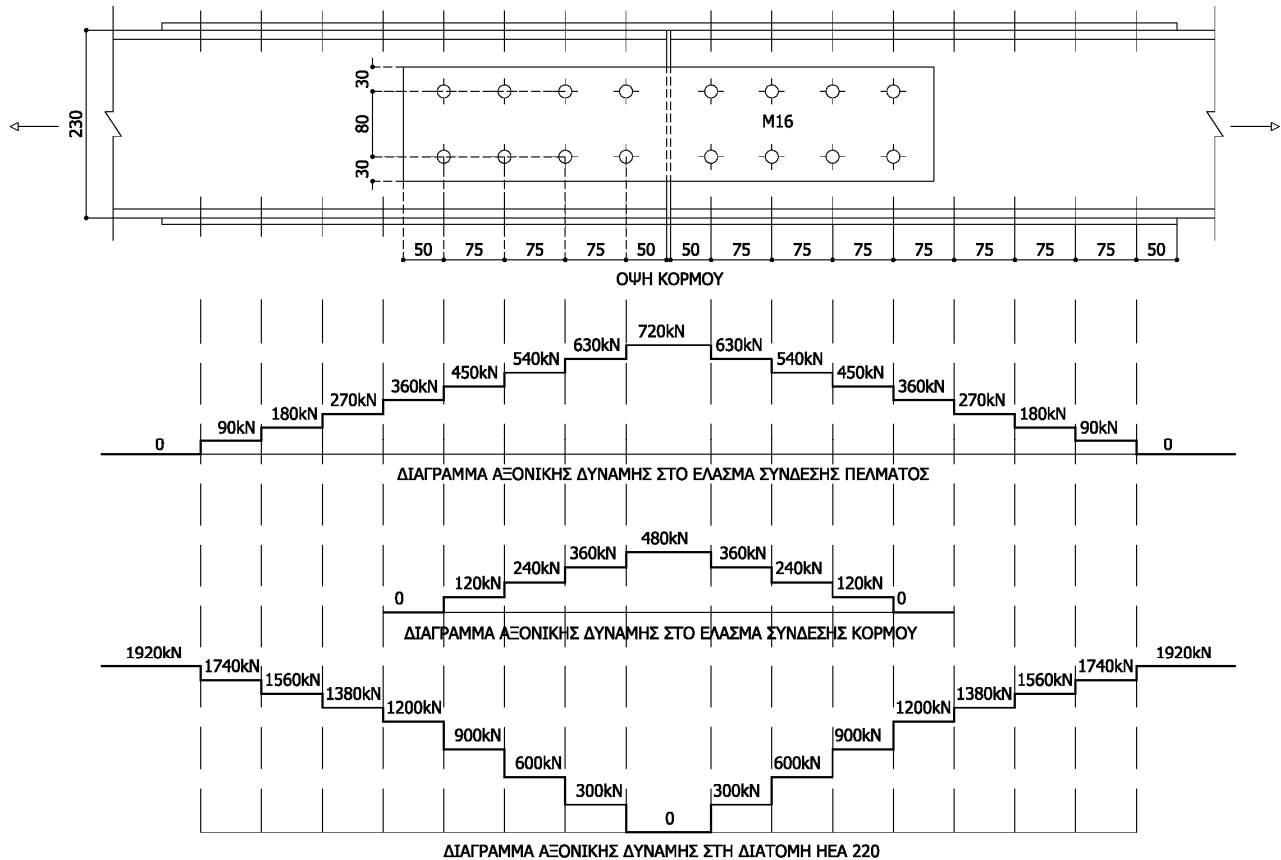 30
80
30
230
M16
50 75 75 75 50 50 75 75 75 75 75 75 75 50
ΟΨΗ ΚΟΡΜΟΥ
0 90kN 180kN 270kN 360kN 450kN 540kN 630kN 720kN 630kN 540kN 450kN 360kN 270kN 180kN 90kN 0
ΔΙΑΓΡΑΜΜΑ ΑΞΟΝΙΚΗΣ ΔΥΝΑΜΗΣ ΣΤΟ ΕΛΑΣΜΑ ΣΥΝΔΕΣΗΣ ΠΕΛΜΑΤΟΣ
0 120kN 240kN 360kN 480kN 360kN 240kN 120kN 0
ΔΙΑΓΡΑΜΜΑ ΑΞΟΝΙΚΗΣ ΔΥΝΑΜΗΣ ΣΤΟ ΕΛΑΣΜΑ ΣΥΝΔΕΣΗΣ ΚΟΡΜΟΥ
1920kN 1740kN 1560kN 1380kN 1200kN 900kN 600kN 300kN 0 300kN 600kN 900kN 1200kN 1380kN 1560kN 1740kN 1920kN
ΔΙΑΓΡΑΜΜΑ ΑΞΟΝΙΚΗΣ ΔΥΝΑΜΗΣ ΣΤΗ ΔΙΑΤΟΜΗ ΗΕΑ 220